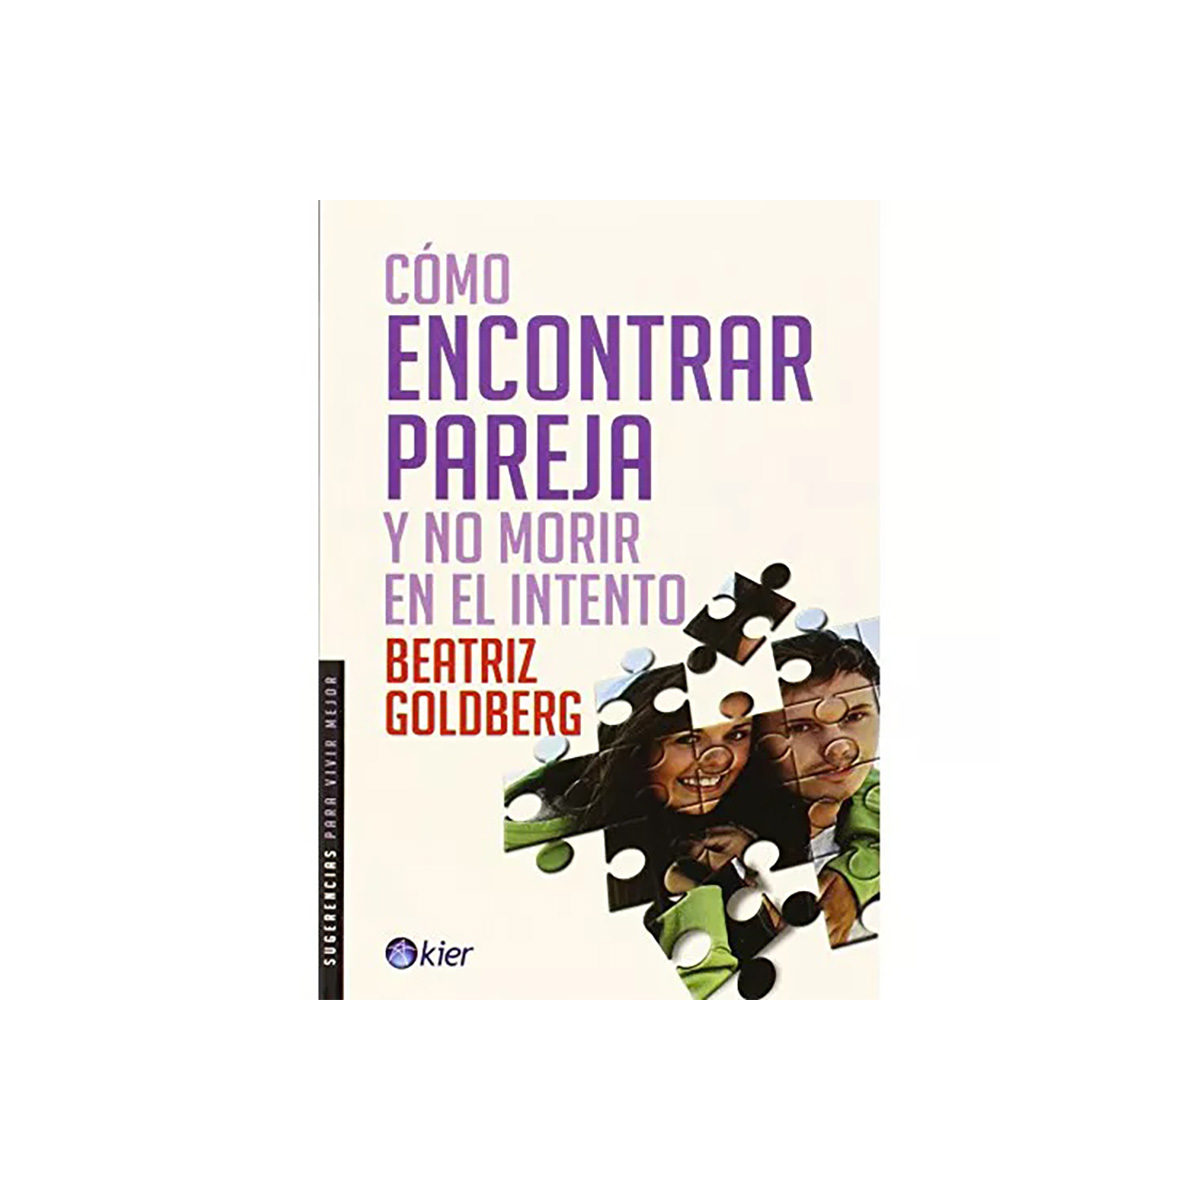 CÓMO
ENCONTRAR
PAREJA
Y NO MORIR
EN EL INTENTO
BEATRIZ
GOLDBERG
SUGERENCIAS PARA VIVIR MEJOR
kier